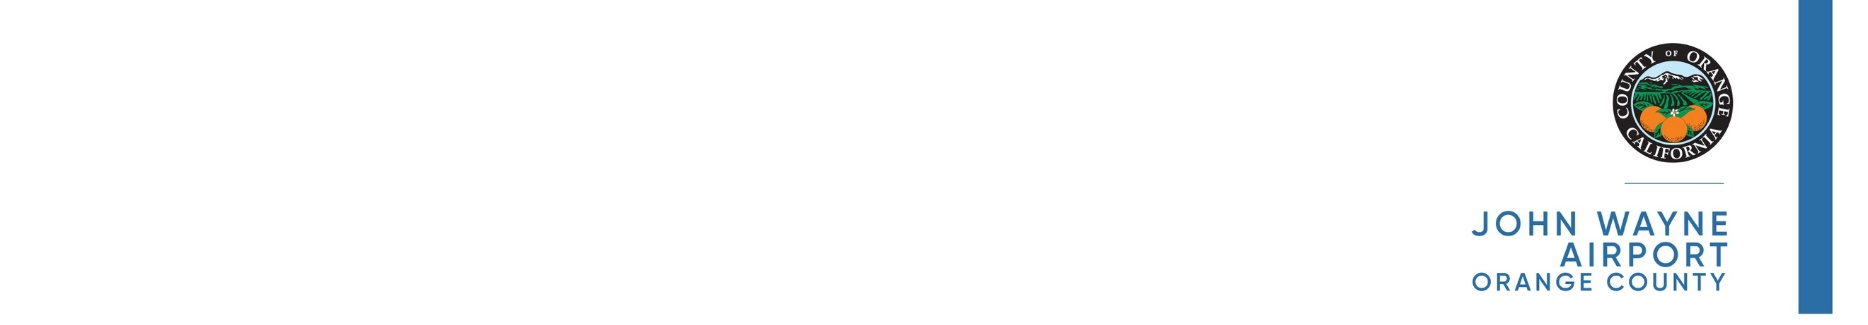 COUNTY OF ORANGE
CALIFORNIA
JOHN WAYNE
AIRPORT
ORANGE COUNTY